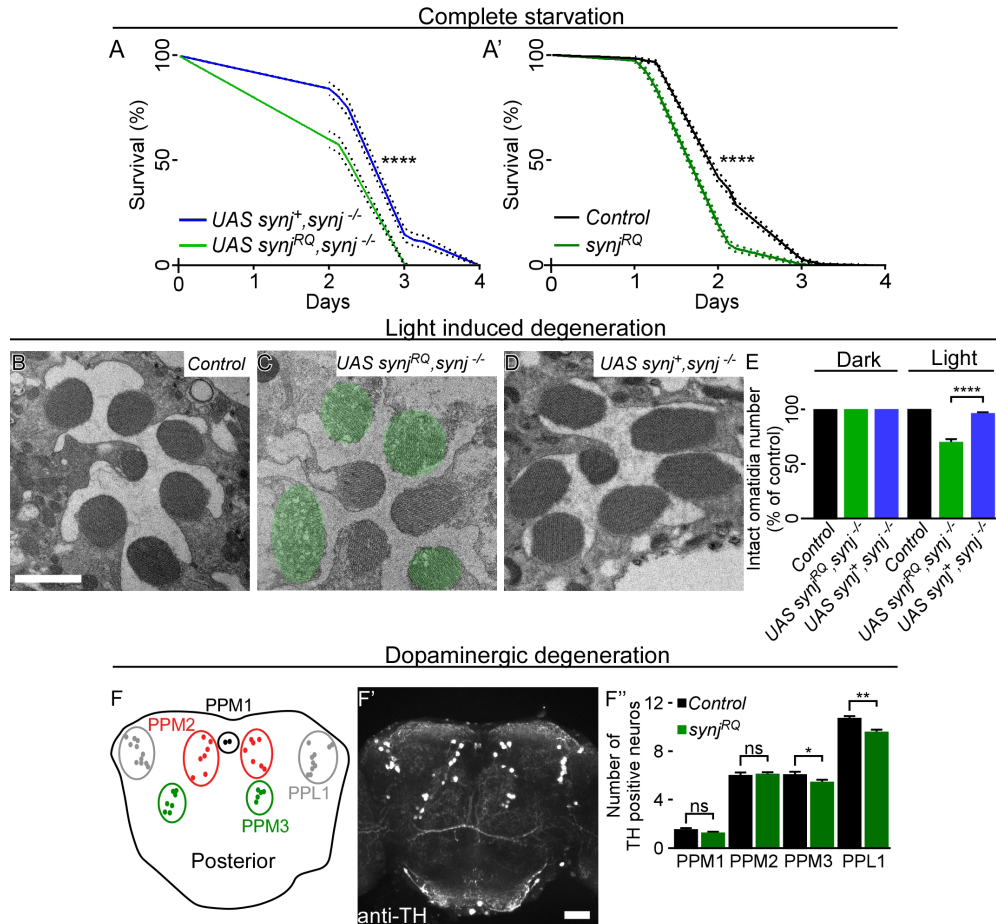 Complete starvation
A
100
50
0
Survival (%)
****
UAS synj⁺,synj ⁻/⁻
UAS synjᴿQ,synj ⁻/⁻
0 1 2 3 4
Days
A'
100
50
0
Survival (%)
****
Control
synjRQ
0 1 2 3 4
Days
Light induced degeneration
B Control
C UAS synjRQ,synj -/-
D UAS synj+,synj -/-
E
Dark Light
****
100
50
0
Intact omatidia number
(% of control)
Control
UAS synjRQ,synj -/-
UAS synj+,synj -/-
Control
UAS synjRQ,synj -/-
UAS synj+,synj -/-
Dopaminergic degeneration
F
PPM1
PPM2
PPL1
PPM3
Posterior
F'
anti-TH
F''
Control
synjRQ
12
8
4
0
Number of
TH positive neuros
ns
ns
*
**
PPM1 PPM2 PPM3 PPL1